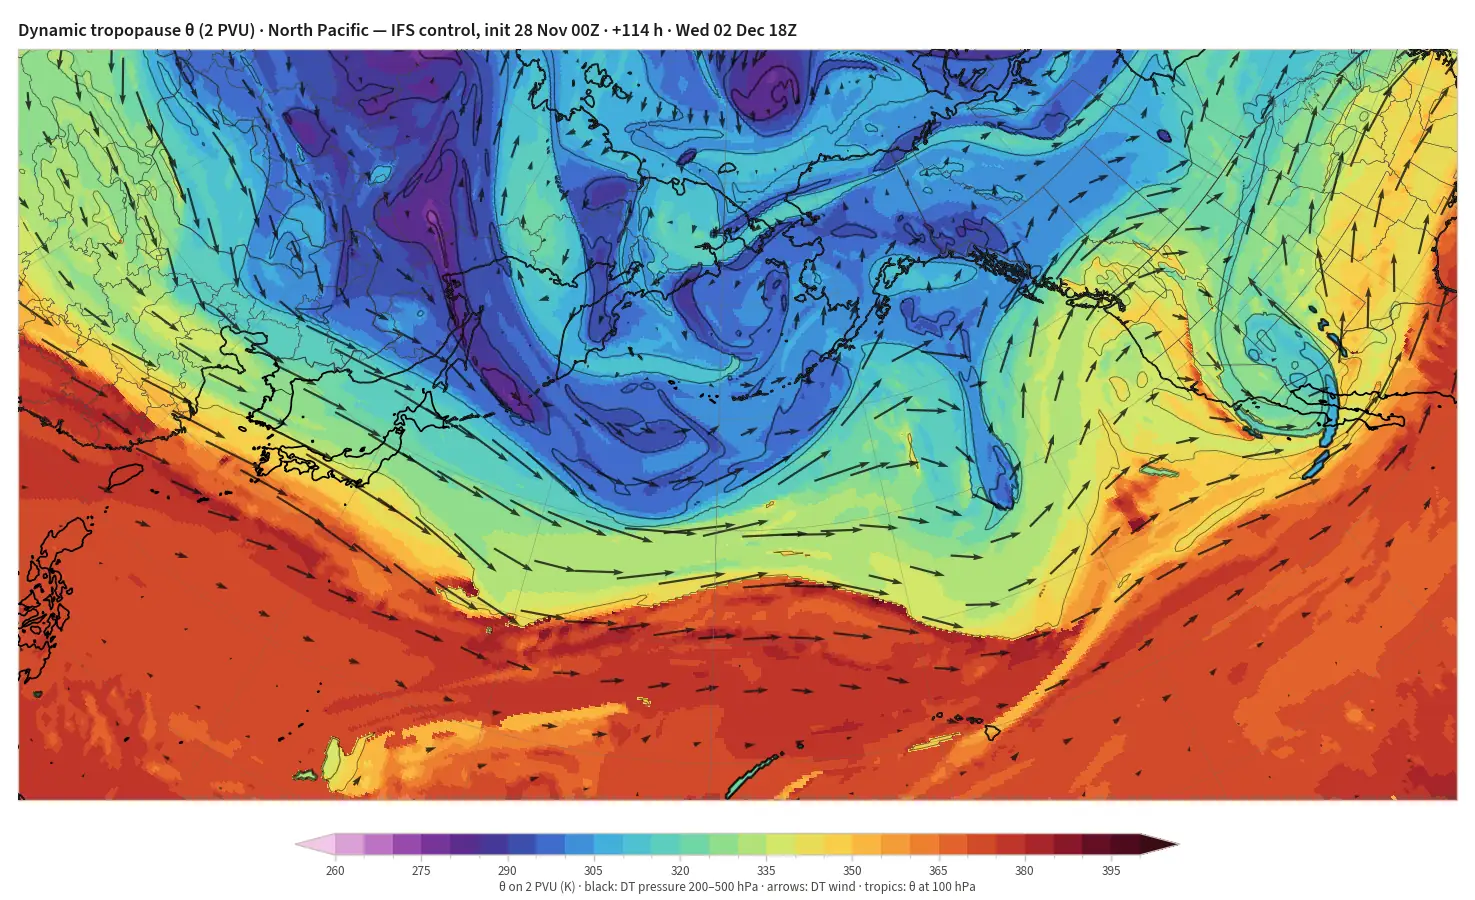 Dynamic tropopause θ (2 PVU) · North Pacific — IFS control, init 28 Nov 00Z · +114 h · Wed 02 Dec 18Z
260 275 290 305 320 335 350 365 380 395
θ on 2 PVU (K) · black: DT pressure 200–500 hPa · arrows: DT wind · tropics: θ at 100 hPa